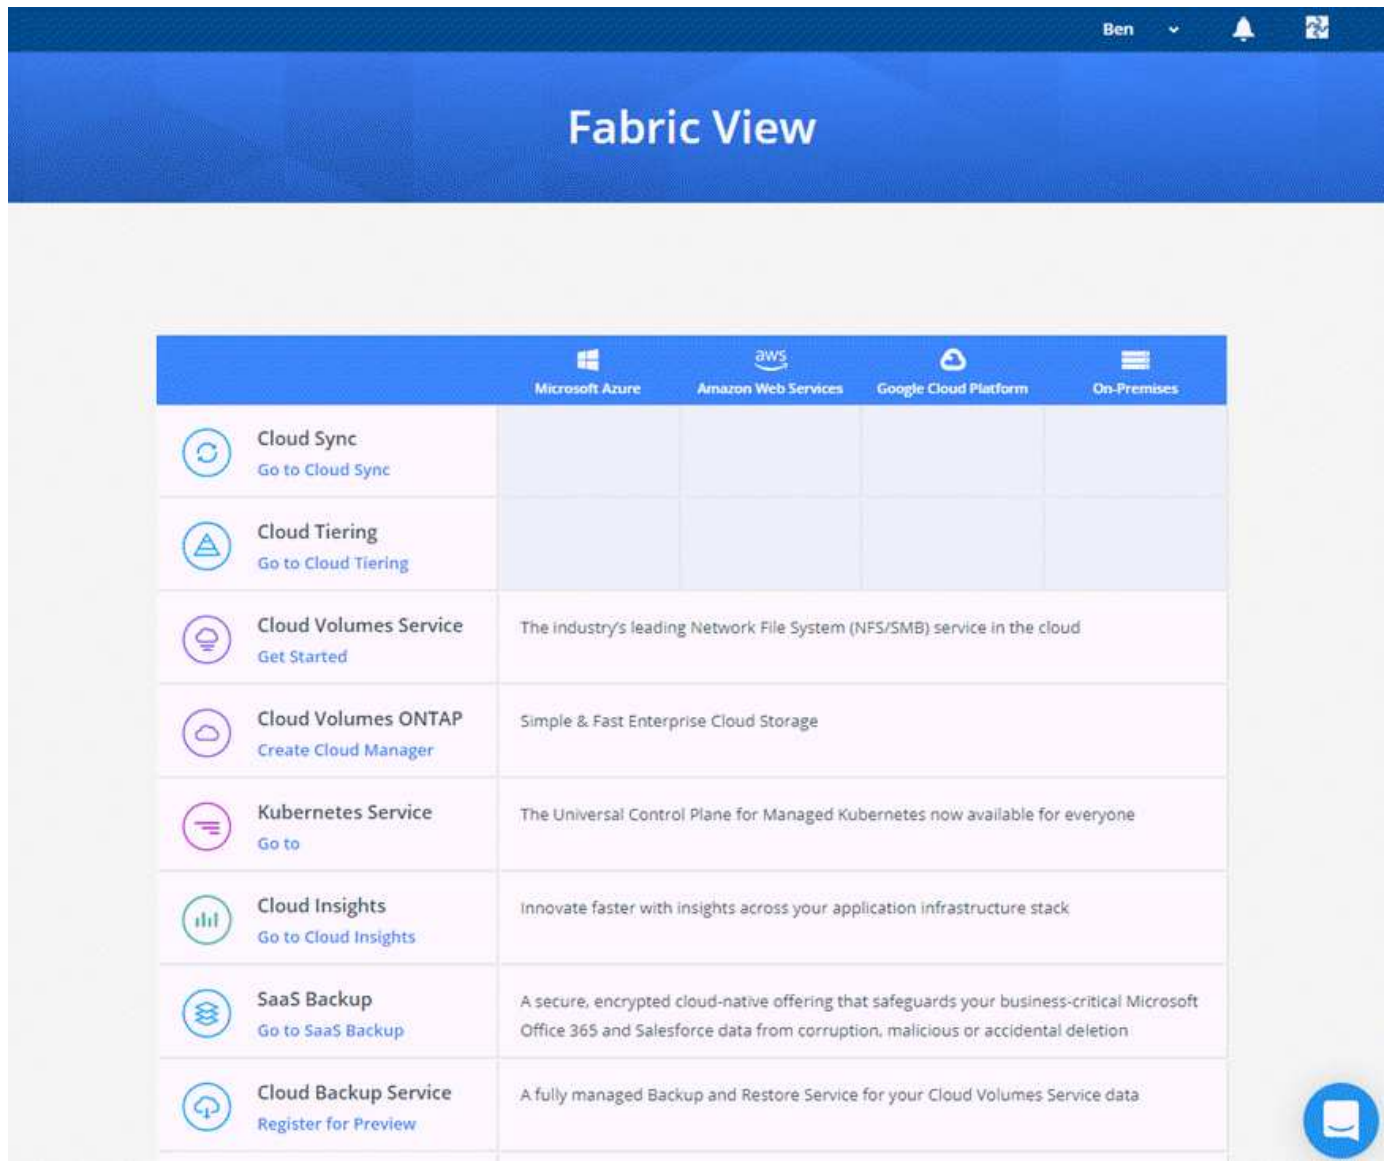 Ben
Fabric View
aws
Microsoft Azure Amazon Web Services Google Cloud Platform On-Premises
Cloud Sync
Go to Cloud Sync
Cloud Tiering
Go to Cloud Tiering
Cloud Volumes Service
Get Started
The industry's leading Network File System (NFS/SMB) service in the cloud
Cloud Volumes ONTAP
Create Cloud Manager
Simple & Fast Enterprise Cloud Storage
Kubernetes Service
Go to
The Universal Control Plane for Managed Kubernetes now available for everyone
Cloud Insights
Go to Cloud Insights
Innovate faster with insights across your application infrastructure stack
SaaS Backup
Go to SaaS Backup
A secure, encrypted cloud-native offering that safeguards your business-critical Microsoft
Office 365 and Salesforce data from corruption, malicious or accidental deletion
Cloud Backup Service
Register for Preview
A fully managed Backup and Restore Service for your Cloud Volumes Service data